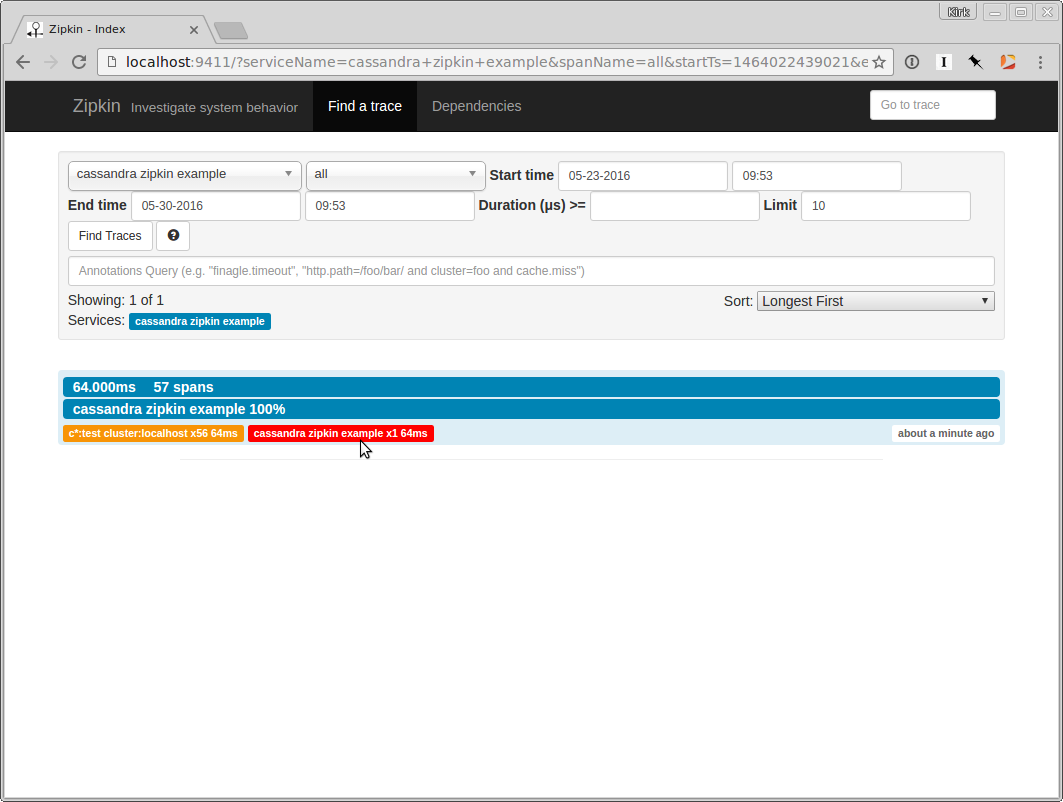 Kirk
Zipkin - Index
localhost:9411/?serviceName=cassandra+zipkin+example&spanName=all&startTs=1464022439021&e
Zipkin Investigate system behavior Find a trace Dependencies Go to trace
cassandra zipkin example all Start time 05-23-2016 09:53
End time 05-30-2016 09:53 Duration (µs) >= Limit 10
Find Traces ?
Annotations Query (e.g. "finagle.timeout", "http.path=/foo/bar/ and cluster=foo and cache.miss")
Showing: 1 of 1 Sort: Longest First
Services: cassandra zipkin example
64.000ms 57 spans
cassandra zipkin example 100%
c*:test cluster:localhost x56 64ms cassandra zipkin example x1 64ms about a minute ago